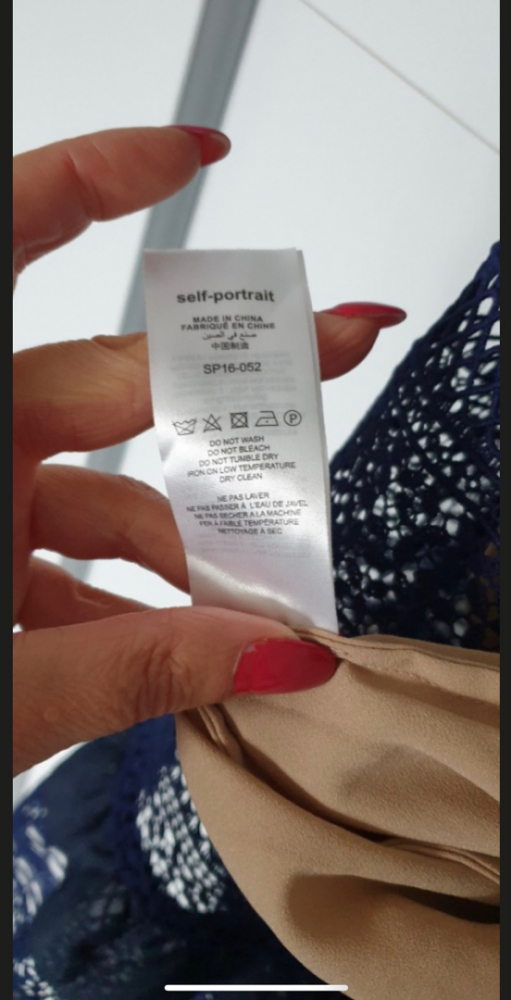 self-portrait
MADE IN CHINA
FABRIQUÉ EN CHINE
صنع في الصين
中国制造
SP16-052
P
DO NOT WASH
DO NOT BLEACH
DO NOT TUMBLE DRY
IRON ON LOW TEMPERATURE
DRY CLEAN
NE PAS LAVER
NE PAS PASSER À L'EAU DE JAVEL
NE PAS SECHER A LA MACHINE
FER À FAIBLE TEMPÉRATURE
NETTOYAGE À SEC